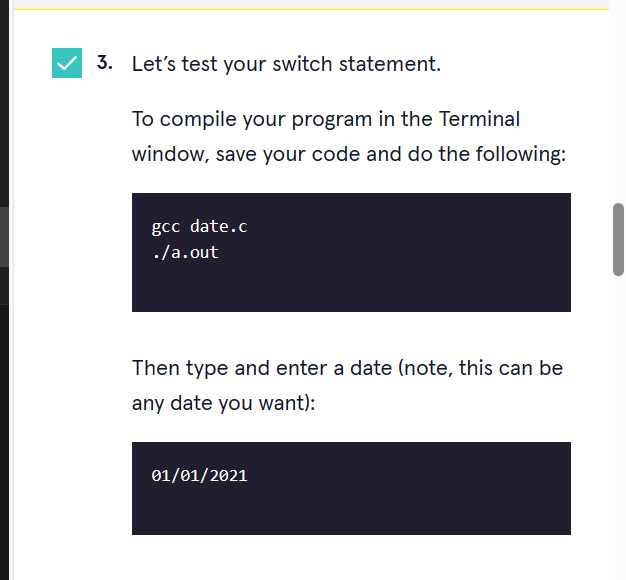 3. Let’s test your switch statement.
To compile your program in the Terminal
window, save your code and do the following:
gcc date.c
./a.out
Then type and enter a date (note, this can be
any date you want):
01/01/2021